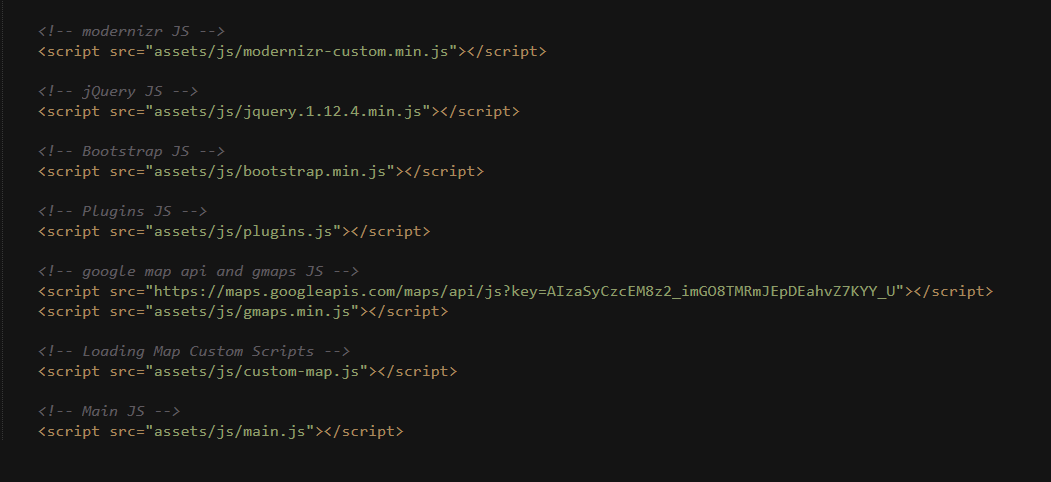 <!-- modernizr JS -->
<script src="assets/js/modernizr-custom.min.js"></script>
<!-- jQuery JS -->
<script src="assets/js/jquery.1.12.4.min.js"></script>
<!-- Bootstrap JS -->
<script src="assets/js/bootstrap.min.js"></script>
<!-- Plugins JS -->
<script src="assets/js/plugins.js"></script>
<!-- google map api and gmaps JS -->
<script src="https://maps.googleapis.com/maps/api/js?key=AIzaSyCzcEM8z2_imGO8TMRmJEpDEahvZ7KYY_U"></script>
<script src="assets/js/gmaps.min.js"></script>
<!-- Loading Map Custom Scripts -->
<script src="assets/js/custom-map.js"></script>
<!-- Main JS -->
<script src="assets/js/main.js"></script>